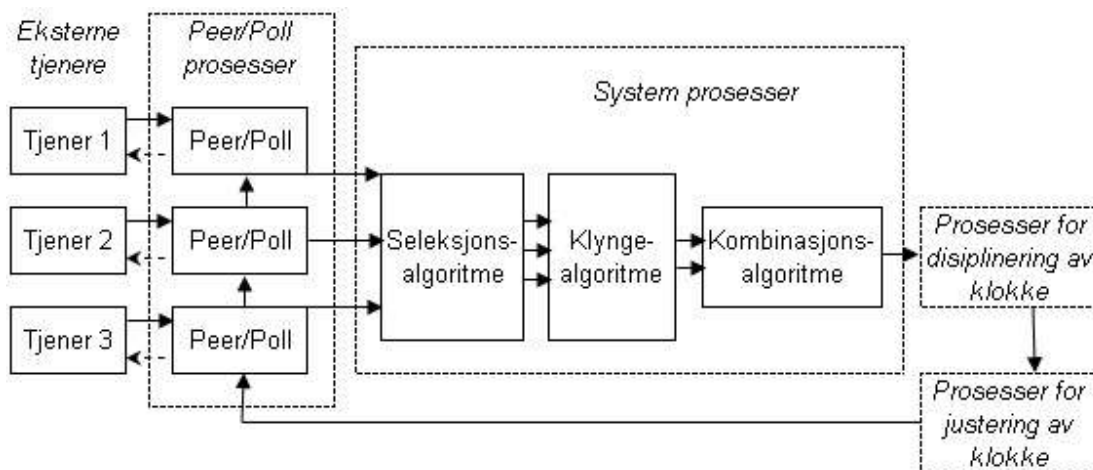 Eksterne
tjenere
Peer/Poll
prosesser
System prosesser
Tjener 1
Peer/Poll
Tjener 2
Peer/Poll
Tjener 3
Peer/Poll
Seleksjons-
algoritme
Klynge-
algoritme
Kombinasjons-
algoritme
Prosesser for
disiplinering av
klokke
Prosesser for
justering av
klokke